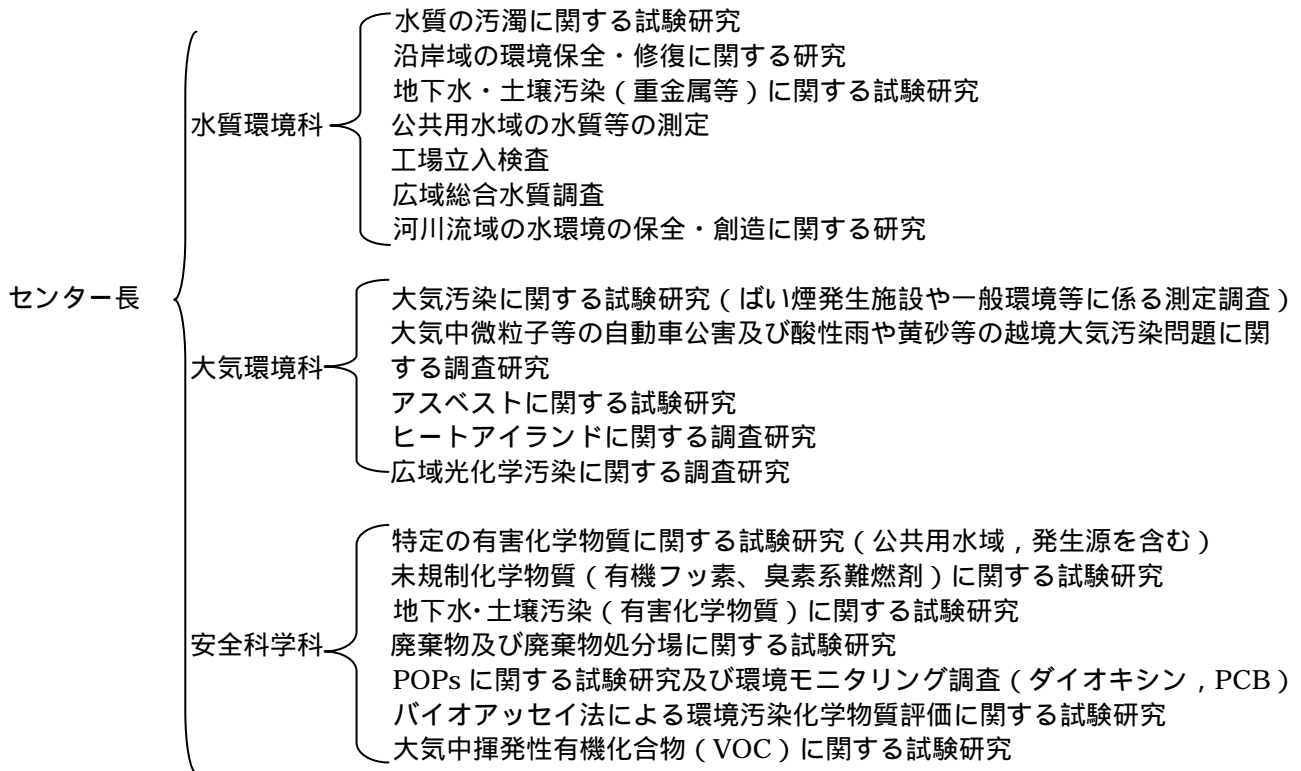 センター長
水質環境科
水質の汚濁に関する試験研究
沿岸域の環境保全・修復に関する研究
地下水・土壌汚染(重金属等)に関する試験研究
公共用水域の水質等の測定
工場立入検査
広域総合水質調査
河川流域の水環境の保全・創造に関する研究
大気環境科
大気汚染に関する試験研究(ばい煙発生施設や一般環境等に係る測定調査)
大気中微粒子等の自動車公害及び酸性雨や黄砂等の越境大気汚染問題に関
する調査研究
アスベストに関する試験研究
ヒートアイランドに関する調査研究
広域光化学汚染に関する調査研究
安全科学科
特定の有害化学物質に関する試験研究(公共用水域,発生源を含む)
未規制化学物質(有機フッ素、臭素系難燃剤)に関する試験研究
地下水・土壌汚染(有害化学物質)に関する試験研究
廃棄物及び廃棄物処分場に関する試験研究
POPs に関する試験研究及び環境モニタリング調査(ダイオキシン,PCB)
バイオアッセイ法による環境汚染化学物質評価に関する試験研究
大気中揮発性有機化合物(VOC)に関する試験研究